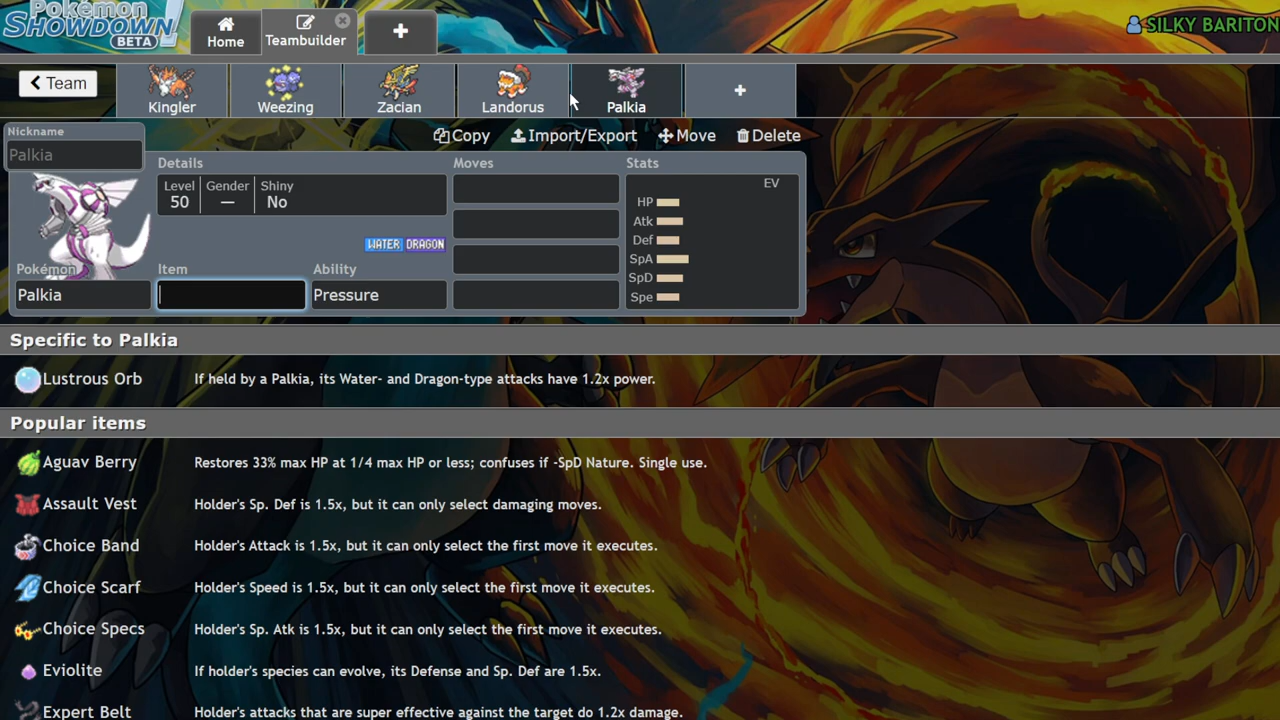 Pokémon
SHOWDOWN!
BETA
Home
Teambuilder
SILKY BARITON
Team
Kingler
Weezing
Zacian
Landorus
Palkia
Copy
Import/Export
Move
Delete
Nickname
Palkia
Details
Moves
Stats
Level
Gender
Shiny
EV
50
—
No
HP
Atk
Def
SpA
SpD
Spe
WATER DRAGON
Pokémon
Item
Ability
Palkia
Pressure
Specific to Palkia
Lustrous Orb If held by a Palkia, its Water- and Dragon-type attacks have 1.2x power.
Popular items
Aguav Berry Restores 33% max HP at 1/4 max HP or less; confuses if -SpD Nature. Single use.
Assault Vest Holder's Sp. Def is 1.5x, but it can only select damaging moves.
Choice Band Holder's Attack is 1.5x, but it can only select the first move it executes.
Choice Scarf Holder's Speed is 1.5x, but it can only select the first move it executes.
Choice Specs Holder's Sp. Atk is 1.5x, but it can only select the first move it executes.
Eviolite If holder's species can evolve, its Defense and Sp. Def are 1.5x.
Expert Belt Holder's attacks that are super effective against the target do 1.2x damage.